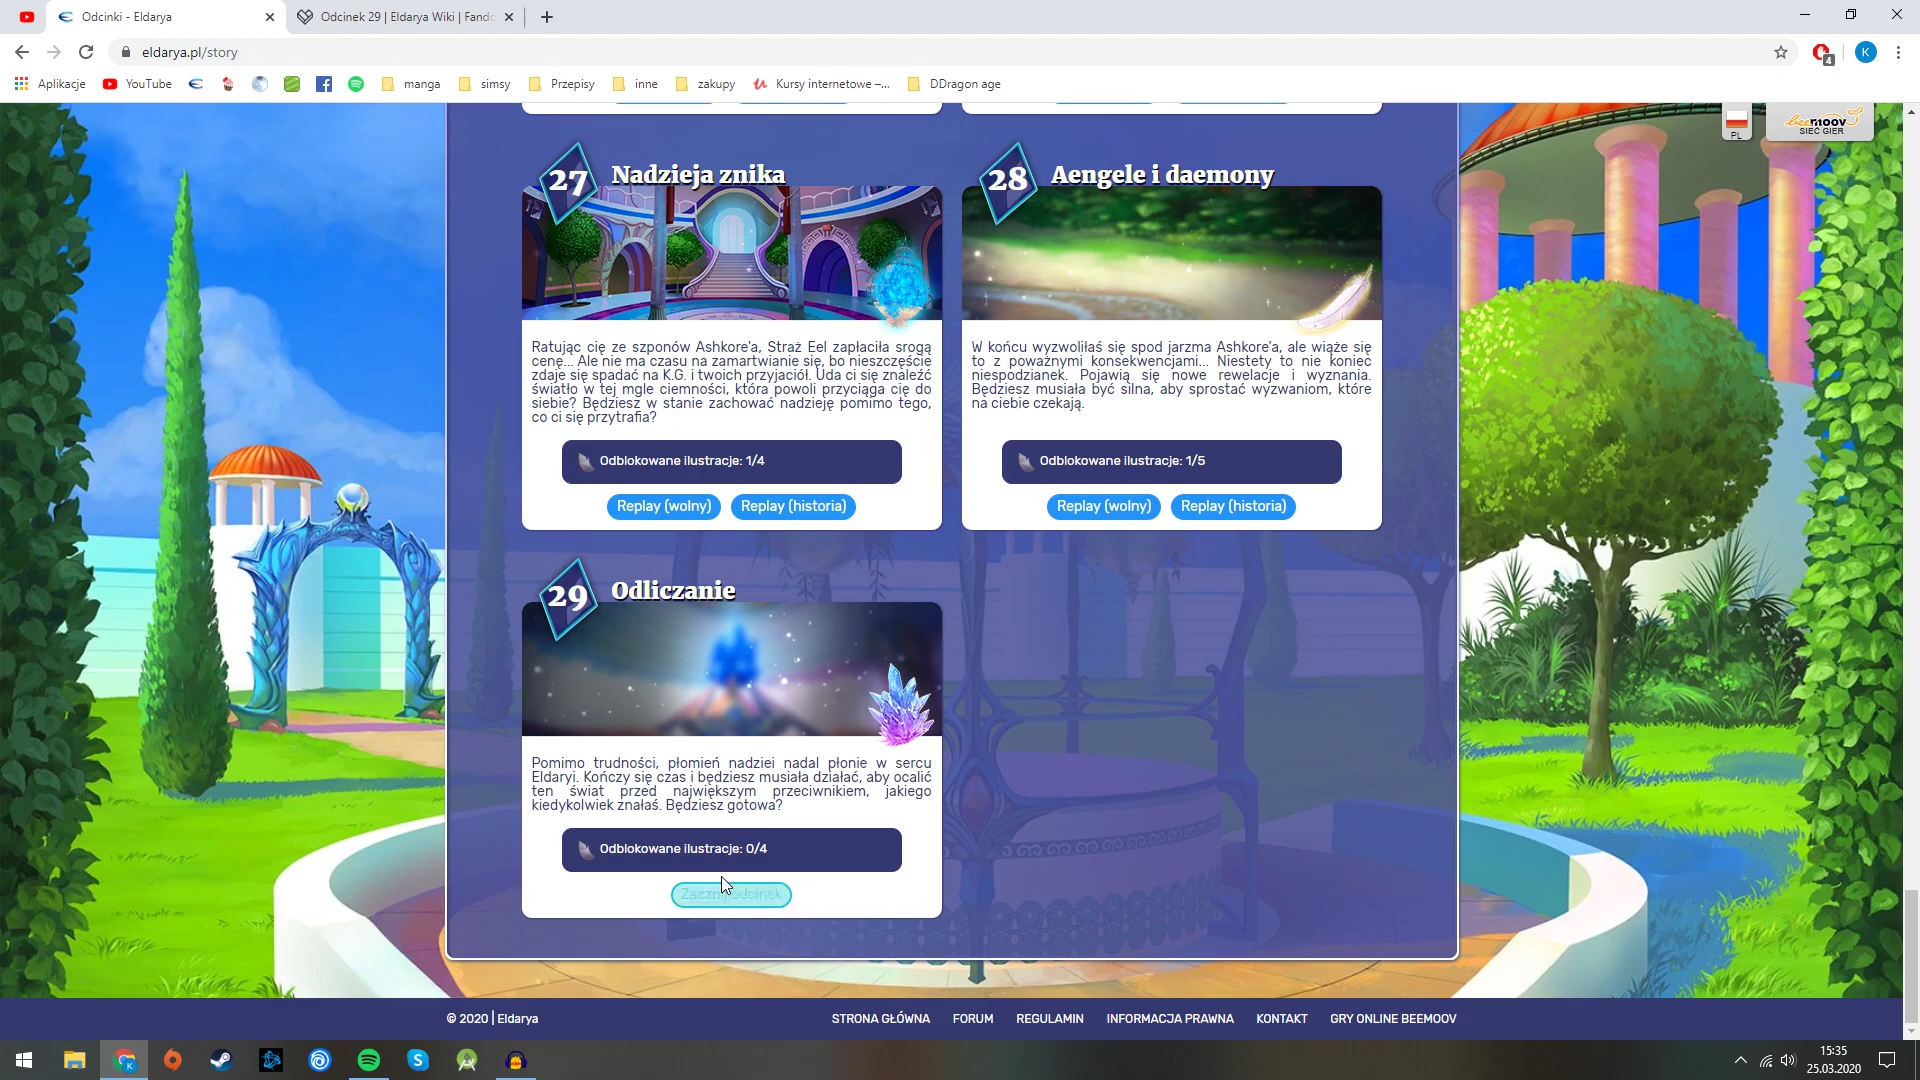 Odcinki - Eldarya
Odcinek 29 | Eldarya Wiki | Fando
eldarya.pl/story
4
K
Aplikacje
YouTube
manga
simsy
Przepisy
inne
zakupy
Kursy internetowe –...
DDragon age
PL
beemoov
SIEĆ GIER
27 Nadzieja znika
Ratując cię ze szponów Ashkore'a, Straż Eel zapłaciła srogą
cenę... Ale nie ma czasu na zamartwianie się, bo nieszczęście
zdaje się spadać na K.G. i twoich przyjaciół. Uda ci się znaleźć
światło w tej mgle ciemności, która powoli przyciąga cię do
siebie? Będziesz w stanie zachować nadzieję pomimo tego,
co ci się przytrafia?
Odblokowane ilustracje: 1/4
Replay (wolny)
Replay (historia)
28 Aengele i daemony
W końcu wyzwoliłaś się spod jarzma Ashkore'a, ale wiąże się
to z poważnymi konsekwencjami... Niestety to nie koniec
niespodzianek. Pojawią się nowe rewelacje i wyznania.
Będziesz musiała być silna, aby sprostać wyzwaniom, które
na ciebie czekają.
Odblokowane ilustracje: 1/5
Replay (wolny)
Replay (historia)
29 Odliczanie
Pomimo trudności, płomień nadziei nadal płonie w sercu
Eldaryi. Kończy się czas i będziesz musiała działać, aby ocalić
ten świat przed największym przeciwnikiem, jakiego
kiedykolwiek znałaś. Będziesz gotowa?
Odblokowane ilustracje: 0/4
Zacznij odcinek
© 2020 | Eldarya
STRONA GŁÓWNA
FORUM
REGULAMIN
INFORMACJA PRAWNA
KONTAKT
GRY ONLINE BEEMOOV
K
15:35
25.03.2020